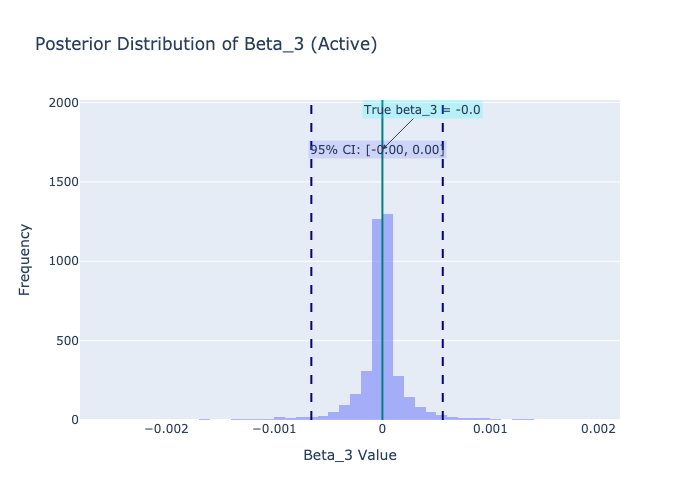 Posterior Distribution of Beta_3 (Active)
2000
True beta_3 = -0.0
95% CI: [-0.00, 0.00]
1500
1000
500
0
Frequency
−0.002
−0.001
0
0.001
0.002
Beta_3 Value